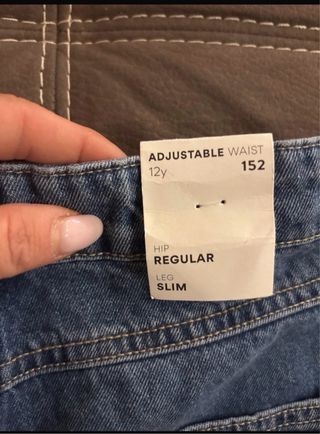 ADJUSTABLE WAIST
12y 152
HIP
REGULAR
LEG
SLIM